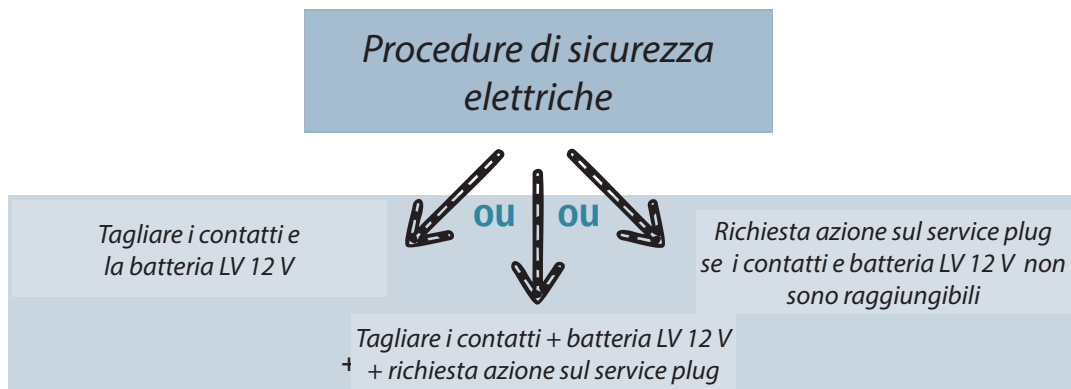 Procedure di sicurezza
elettriche
ou ou
Tagliare i contatti e
la batteria LV 12 V
Richiesta azione sul service plug
se i contatti e batteria LV 12 V non
sono raggiungibili
Tagliare i contatti + batteria LV 12 V
+ richiesta azione sul service plug